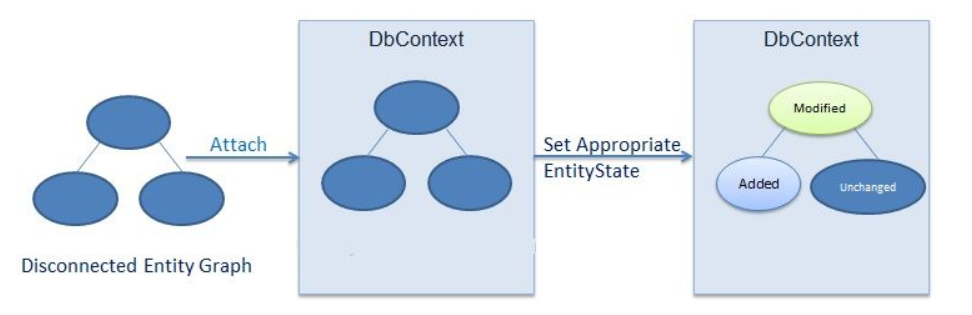 DbContext
DbContext
Modified
Attach
Set Appropriate
EntityState
Added
Unchanged
Disconnected Entity Graph